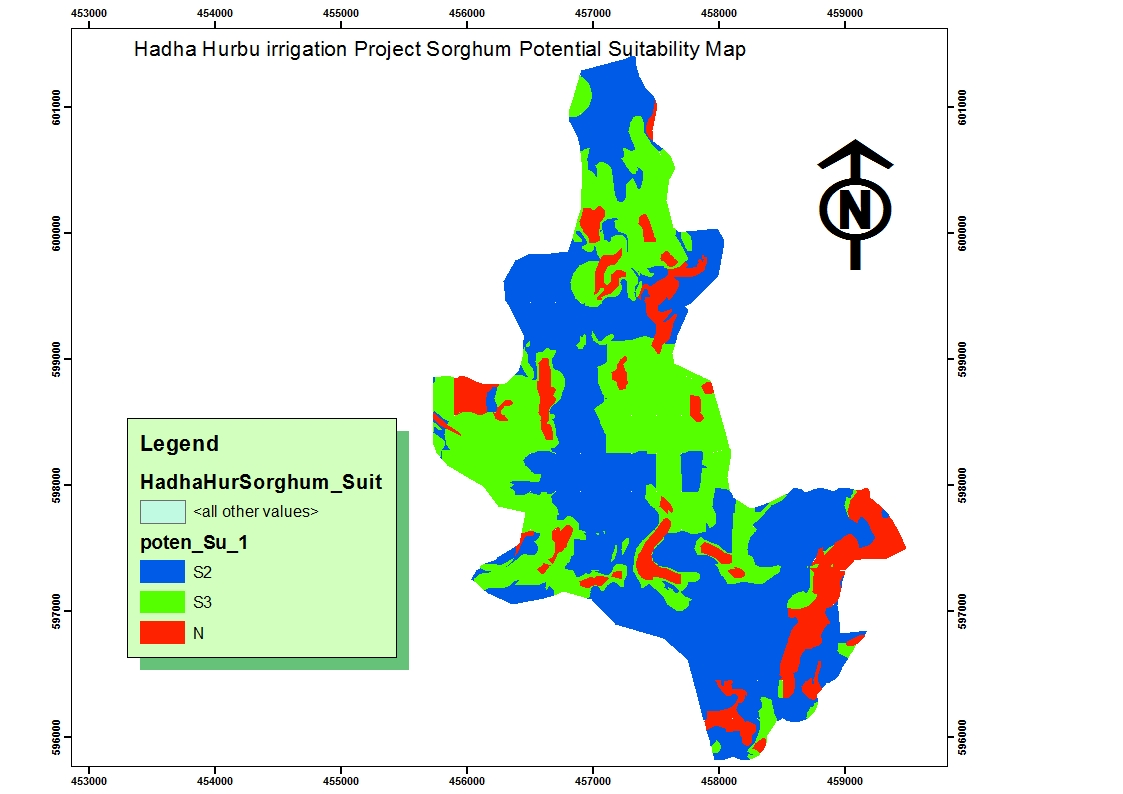 453000 454000 455000 456000 457000 458000 459000
Hadha Hurbu irrigation Project Sorghum Potential Suitability Map
N
601000 601000
600000 600000
599000 599000
598000 598000
597000 597000
596000 596000
Legend
HadhaHurSorghum_Suit
<all other values>
poten_Su_1
S2
S3
N
453000 454000 455000 456000 457000 458000 459000